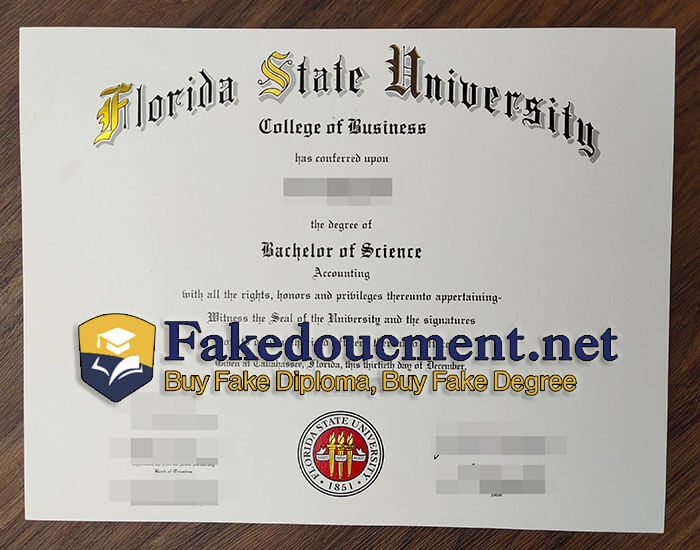 Florida State University
College of Business
has conferred upon
the degree of
Bachelor of Science
Accounting
with all the rights, honors and privileges thereunto appertaining-
Witness the Seal of the University and the signatures
Fakedoucment.net
Buy Fake Diploma, Buy Fake Degree
Given at Tallahassee, Florida, this thirtieth day of December,
FLORIDA STATE UNIVERSITY
1851